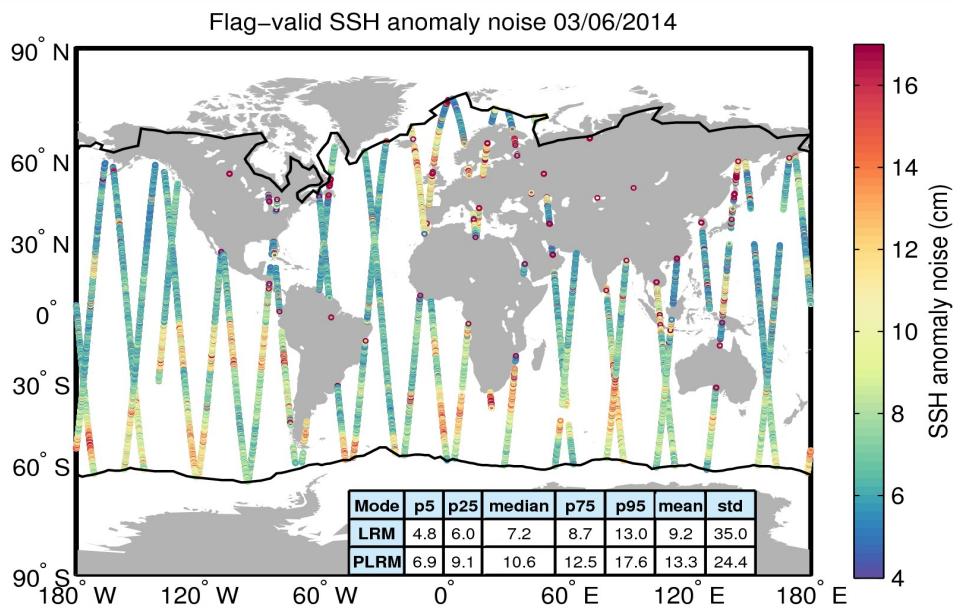 Flag−valid SSH anomaly noise 03/06/2014
90° N
60° N
30° N
0°
30° S
60° S
90° S
180° W
120° W
60° W
0°
60° E
120° E
180° E
16
14
12
10
8
6
4
SSH anomaly noise (cm)
Mode p5 p25 median p75 p95 mean std
LRM 4.8 6.0 7.2 8.7 13.0 9.2 35.0
PLRM 6.9 9.1 10.6 12.5 17.6 13.3 24.4